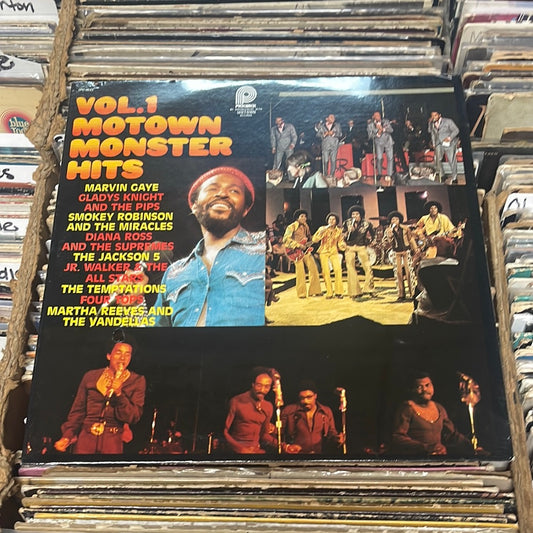 VOL.1
MOTOWN
MONSTER
HITS
PICKWICK
MARVIN GAYE
GLADYS KNIGHT
AND THE PIPS
SMOKEY ROBINSON
AND THE MIRACLES
DIANA ROSS
AND THE SUPREMES
THE JACKSON 5
JR. WALKER & THE
ALL STARS
THE TEMPTATIONS
FOUR TOPS
MARTHA REEVES AND
THE VANDELLAS